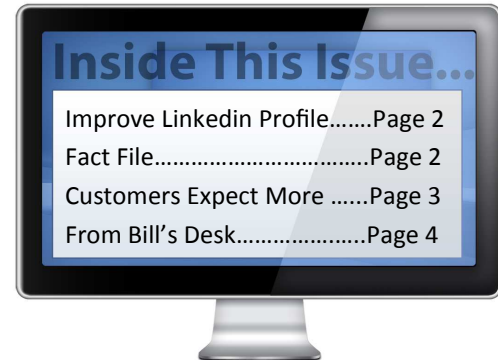 Inside This Issue...
Improve Linkedin Profile.......Page 2
Fact File.......................................Page 2
Customers Expect More ......Page 3
From Bill’s Desk........................Page 4